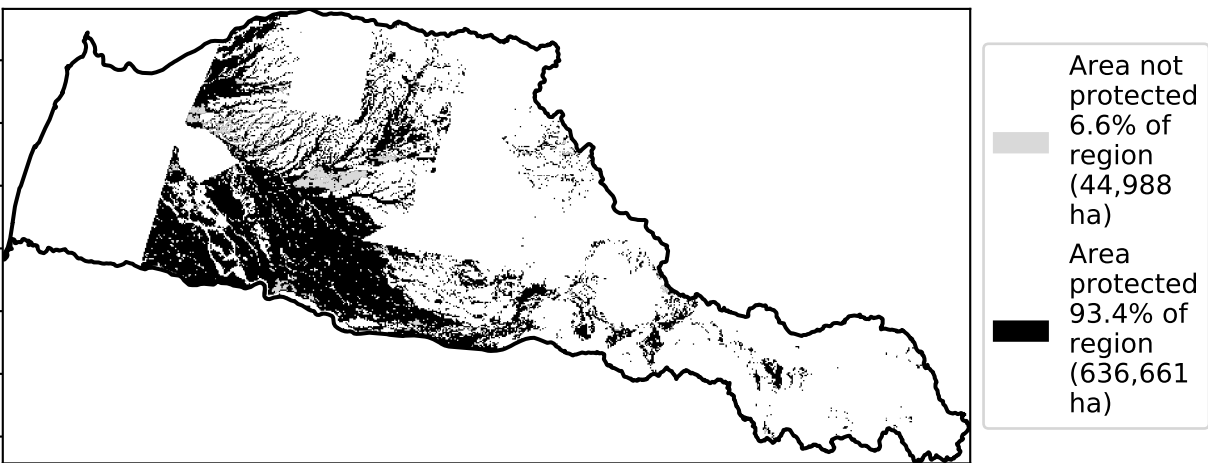 Area not
protected
6.6% of
region
(44,988
ha)
Area
protected
93.4% of
region
(636,661
ha)